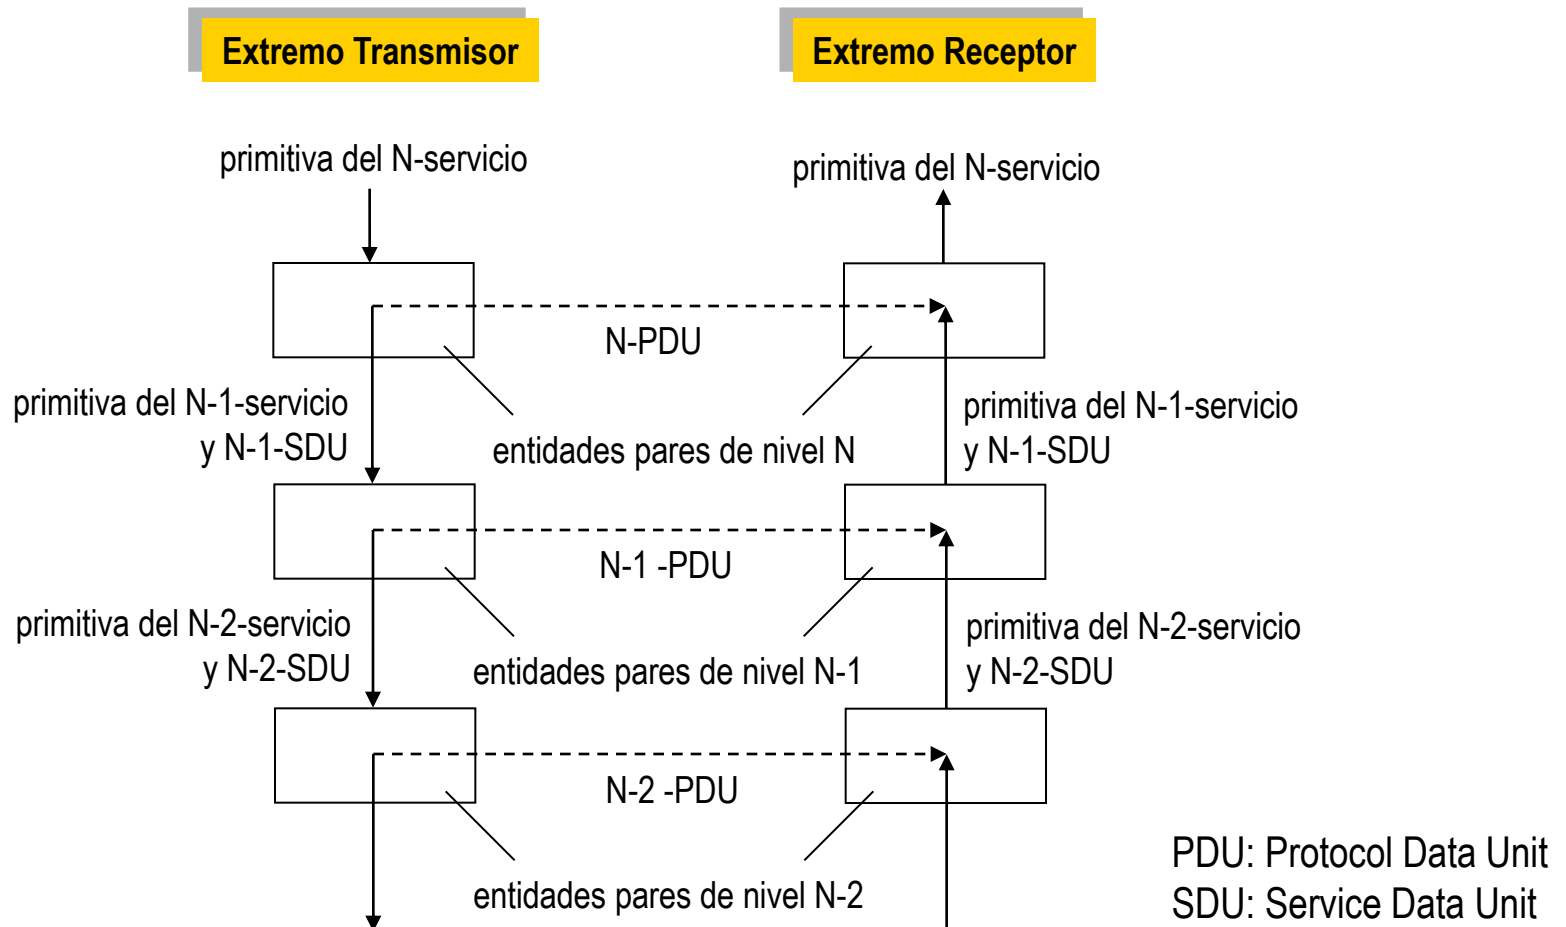 Extremo Transmisor
Extremo Receptor
primitiva del N-servicio
primitiva del N-servicio
N-PDU
primitiva del N-1-servicio
y N-1-SDU
entidades pares de nivel N
primitiva del N-1-servicio
y N-1-SDU
N-1 -PDU
primitiva del N-2-servicio
y N-2-SDU
entidades pares de nivel N-1
primitiva del N-2-servicio
y N-2-SDU
N-2 -PDU
entidades pares de nivel N-2
PDU: Protocol Data Unit
SDU: Service Data Unit